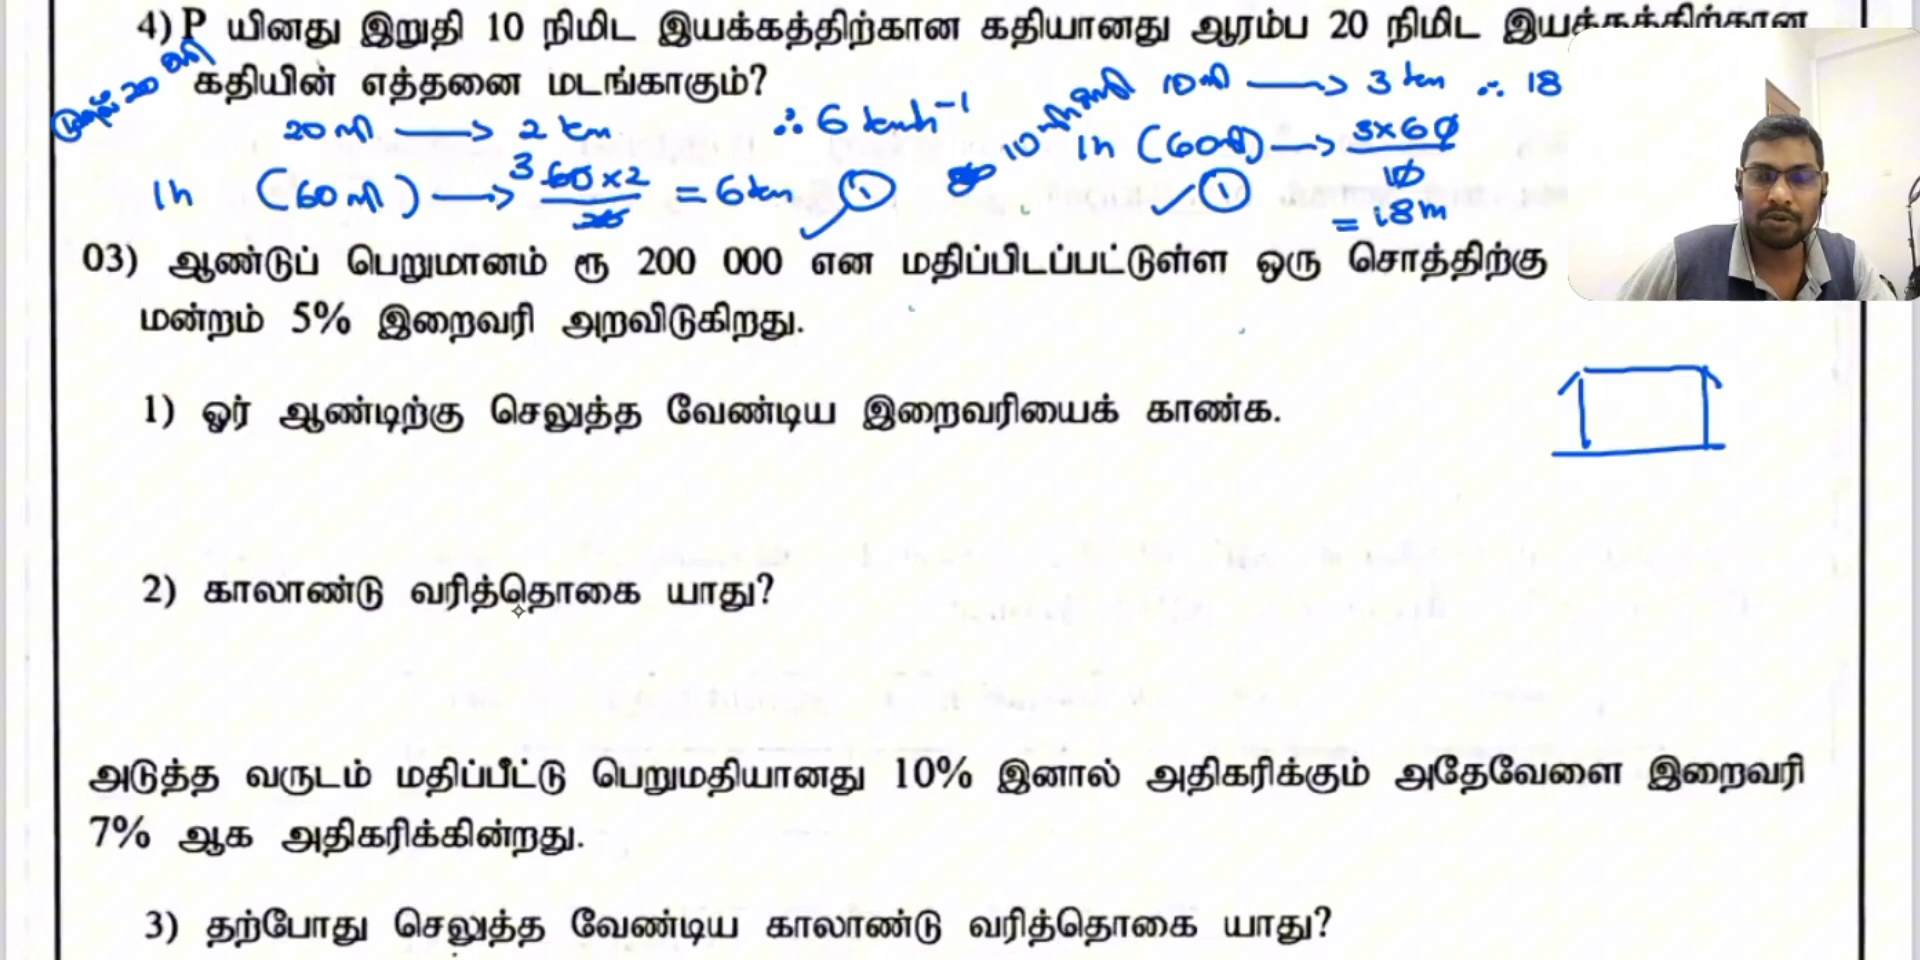 4) P யினது இறுதி 10 நிமிட இயக்கத்திற்கான கதியானது ஆரம்ப 20 நிமிட இயக்கத்திற்கான
கதியின் எத்தனை மடங்காகும்?
20 மி → 2 km ∴ 6 kmh⁻¹
1h (60 மி) → 60×2 = 6 km
10 மி → 3 km ∴ 18
1h (60 மி) → 3×60
10
= 18 m
03) ஆண்டுப் பெறுமானம் ரூ 200 000 என மதிப்பிடப்பட்டுள்ள ஒரு சொத்திற்கு
மன்றம் 5% இறைவரி அறவிடுகிறது.
1) ஓர் ஆண்டிற்கு செலுத்த வேண்டிய இறைவரியைக் காண்க.
2) காலாண்டு வரித்தொகை யாது?
அடுத்த வருடம் மதிப்பீட்டு பெறுமதியானது 10% இனால் அதிகரிக்கும் அதேவேளை இறைவரி
7% ஆக அதிகரிக்கின்றது.
3) தற்போது செலுத்த வேண்டிய காலாண்டு வரித்தொகை யாது?